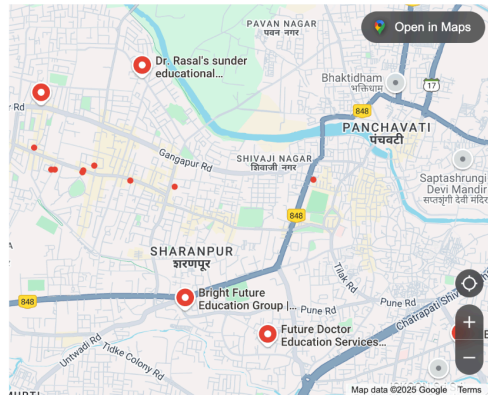 PAVAN NAGAR
पवन नगर
Open in Maps
Dr. Rasal's sunder
educational...
Bhaktidham
भक्तिधाम
17
r Rd
848
PANCHAVATI
पंचवटी
Gangapur Rd
SHIVAJI NAGAR
शिवाजी नगर
Saptashrungi
Devi Mandir
सप्तशृंगी देवी मंदिर
848
SHARANPUR
शरणपूर
Tilak Rd
848
Bright Future
Education Group |...
Pune Rd
Pune Rd
Chatrapati Shiv
Untwadi Rd
Tidke Colony Rd
Future Doctor
Education Services...
E
Map data ©2025 Google
Terms